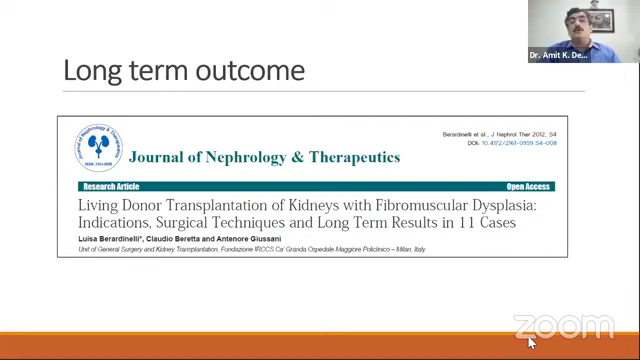 Dr. Amit K. De...
Long term outcome
Berardinelli et al., J Nephrol Ther 2012, S4
DOI: 10.4172/2161-0959.S4-008
Journal of Nephrology & Therapeutics
Research Article
Open Access
Living Donor Transplantation of Kidneys with Fibromuscular Dysplasia:
Indications, Surgical Techniques and Long Term Results in 11 Cases
Luisa Berardinelli*, Claudio Beretta and Antenore Giussani
Unit of General Surgery and Kidney Transplantation, Fondazione IRCCS Ca' Granda Ospedale Maggiore Policlinico – Milan, Italy
zoom